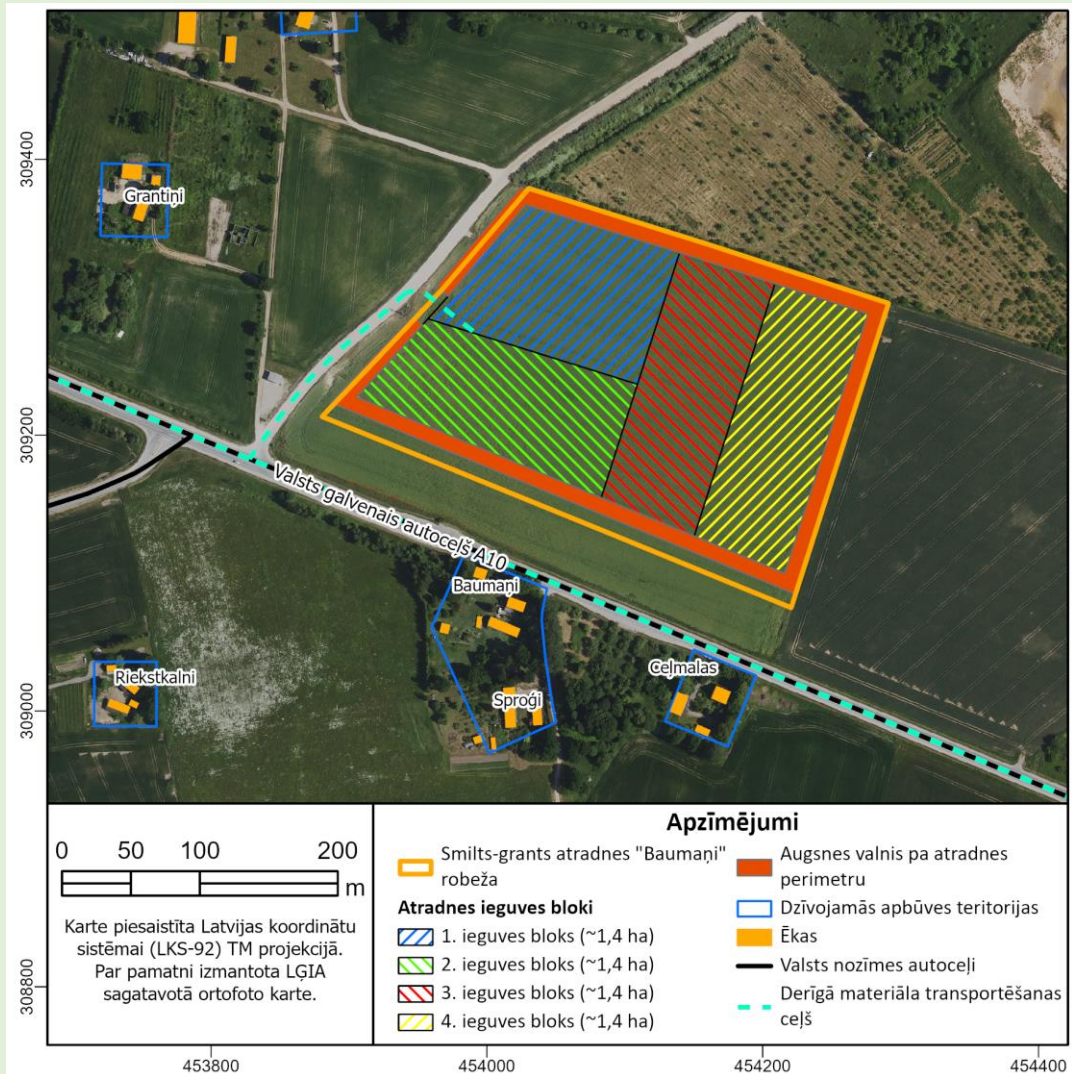 309400
309200
309000
308800
Grantiņi
Valsts galvenais autoceļš A10
Baumaņi
Ceļmalas
Riekstkalni
Sproģi
0 50 100 200
m
Karte piesaistīta Latvijas koordinātu
sistēmai (LKS-92) TM projekcijā.
Par pamatni izmantota LĢIA
sagatavotā ortofoto karte.
Apzīmējumi
Smilts-grants atradnes "Baumaņi"
robeža
Atradnes ieguves bloki
1. ieguves bloks (~1,4 ha)
2. ieguves bloks (~1,4 ha)
3. ieguves bloks (~1,4 ha)
4. ieguves bloks (~1,4 ha)
Augsnes valnis pa atradnes
perimetru
Dzīvojamās apbūves teritorijas
Ēkas
Valsts nozīmes autoceļi
Derīgā materiāla transportēšanas
ceļš
453800 454000 454200 454400